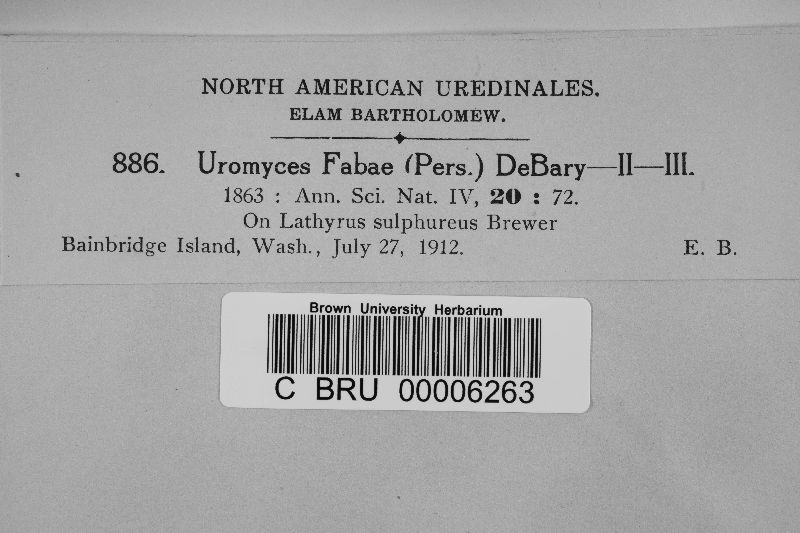 NORTH AMERICAN UREDINALES.
ELAM BARTHOLOMEW.
886. Uromyces Fabae (Pers.) DeBary—II—III.
1863 : Ann. Sci. Nat. IV, 20 : 72.
On Lathyrus sulphureus Brewer
Bainbridge Island, Wash., July 27, 1912. E. B.
Brown University Herbarium
C BRU 00006263